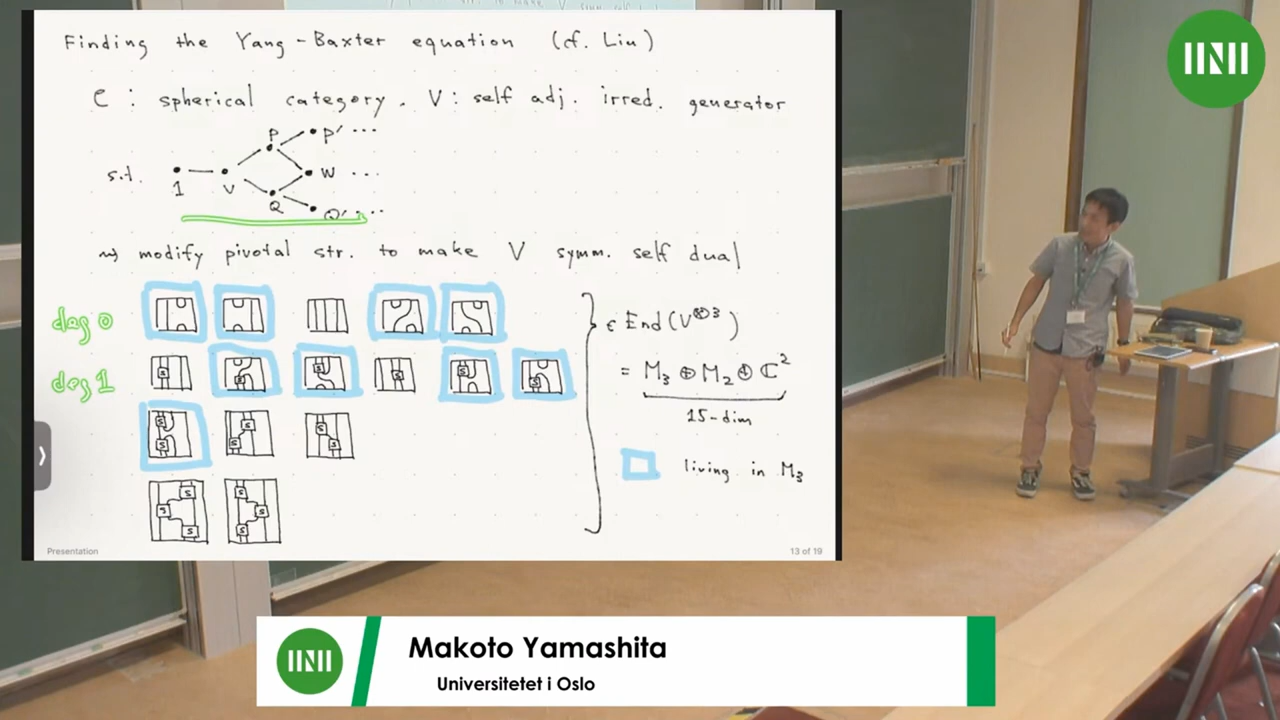 Finding the Yang-Baxter equation (cf. Liu)
C : spherical category. V : self adj. irred. generator
s.t. 1 V P Q P' ... W ... Q' ...
⇝ modify pivotal str. to make V symm. self dual
deg 0
deg 1
S S S S S S
S S S S S S
S S S S S S
∈ End(V⊗3)
= M3 ⊕ M2 ⊕ C2
15-dim
living in M3
Presentation
13 of 19
IINII
IINII
Makoto Yamashita
Universitetet i Oslo